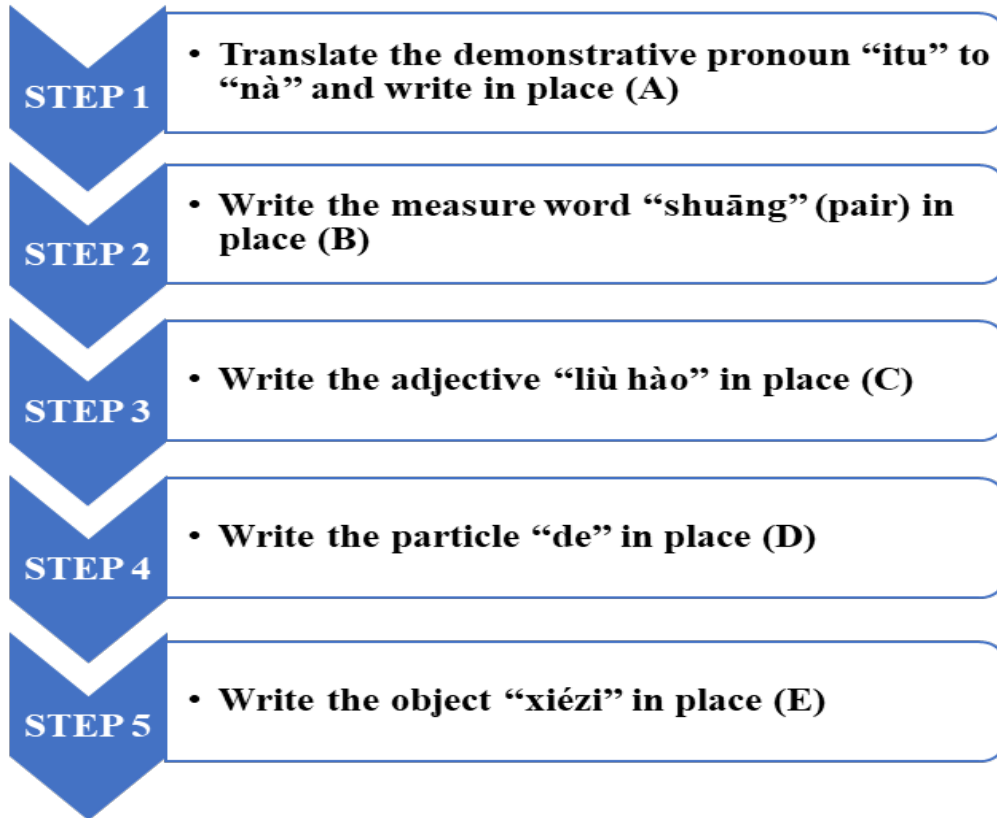 STEP 1
• Translate the demonstrative pronoun “itu” to
“nà” and write in place (A)
STEP 2
• Write the measure word “shuāng” (pair) in
place (B)
STEP 3
• Write the adjective “liù hào” in place (C)
STEP 4
• Write the particle “de” in place (D)
STEP 5
• Write the object “xiézi” in place (E)